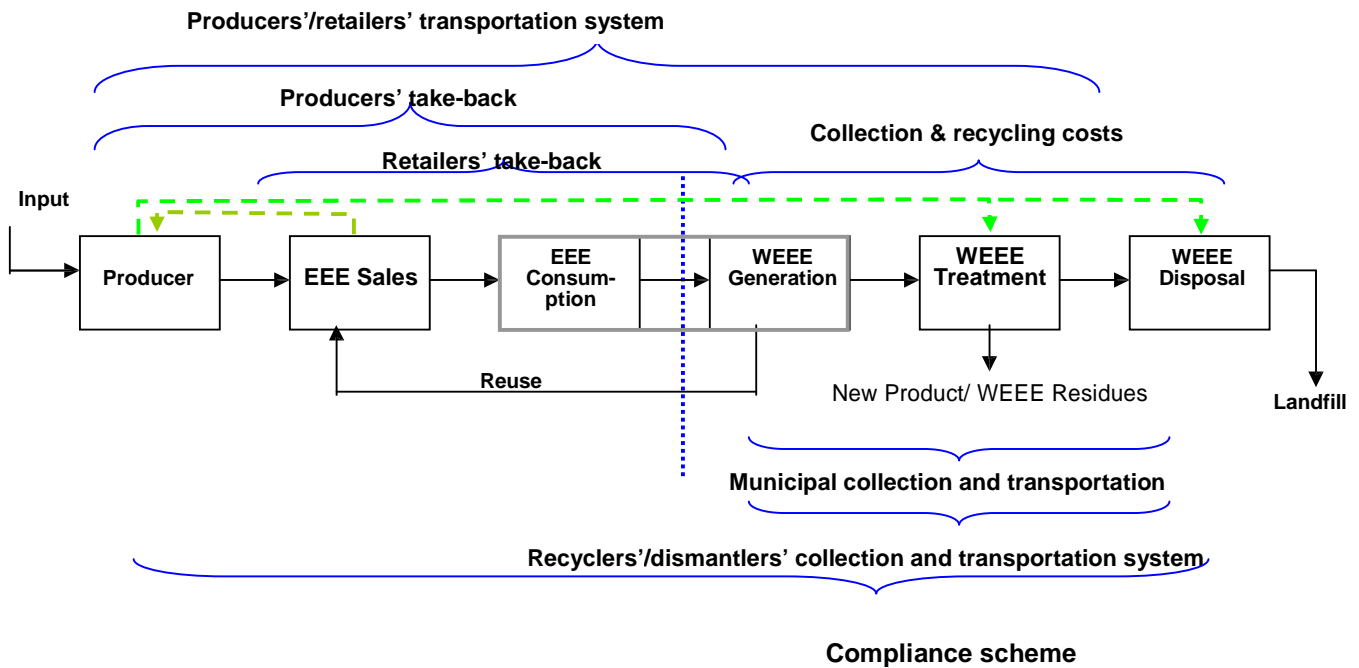 Producers’/retailers’ transportation system
Producers’ take-back
Collection & recycling costs
Retailers’ take-back
Input
Producer
EEE Sales
EEE
Consum-
ption
WEEE
Generation
WEEE
Treatment
WEEE
Disposal
Reuse
New Product/ WEEE Residues
Landfill
Municipal collection and transportation
Recyclers’/dismantlers’ collection and transportation system
Compliance scheme